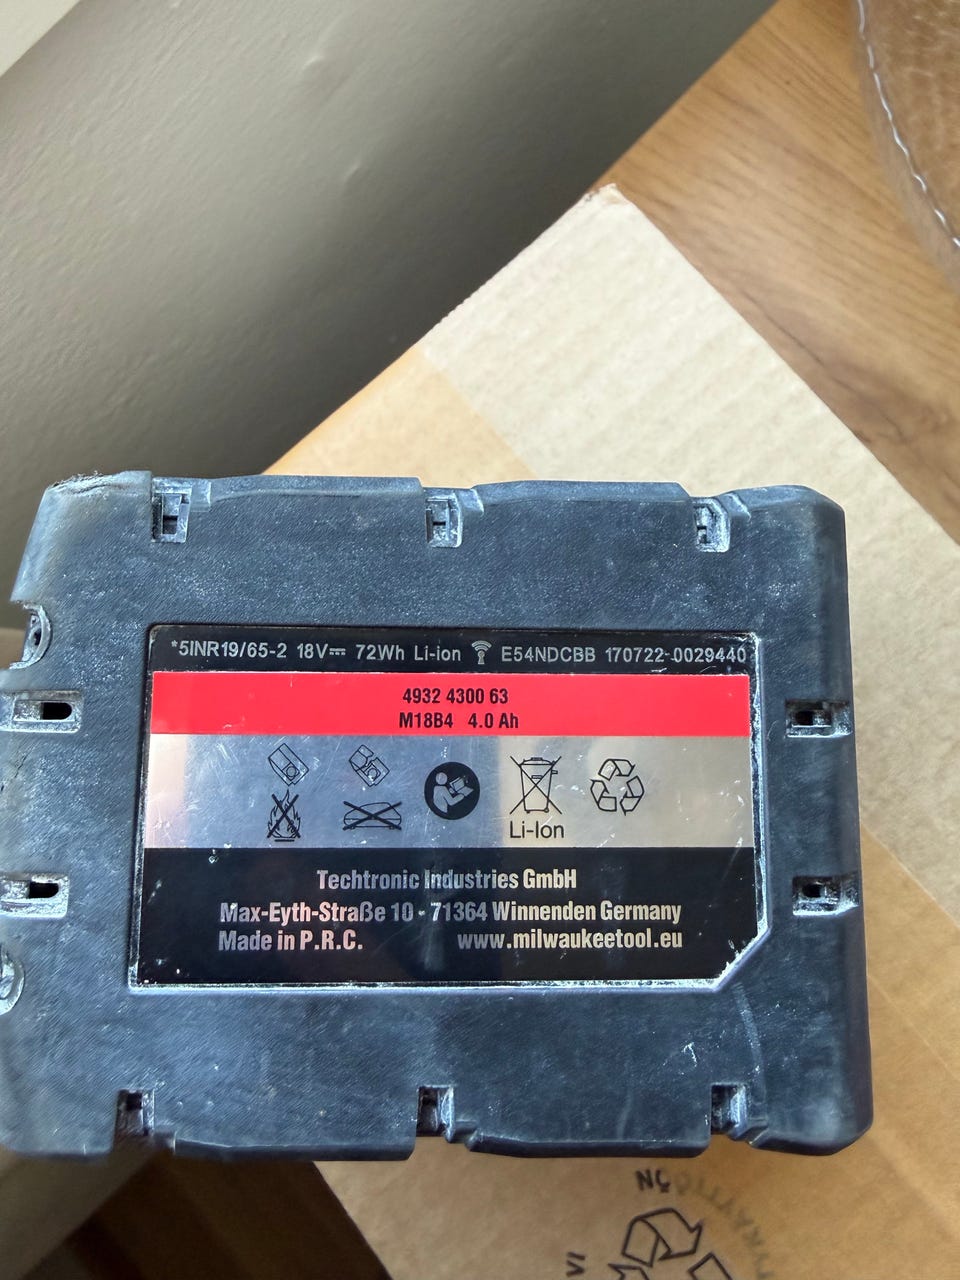 *5INR19/65-2 18V⎓ 72Wh Li-ion E54NDCBB 170722-0029440
4932 4300 63
M18B4 4.0 Ah
Li-Ion
Techtronic Industries GmbH
Max-Eyth-Straße 10 - 71364 Winnenden Germany
Made in P.R.C. www.milwaukeetool.eu